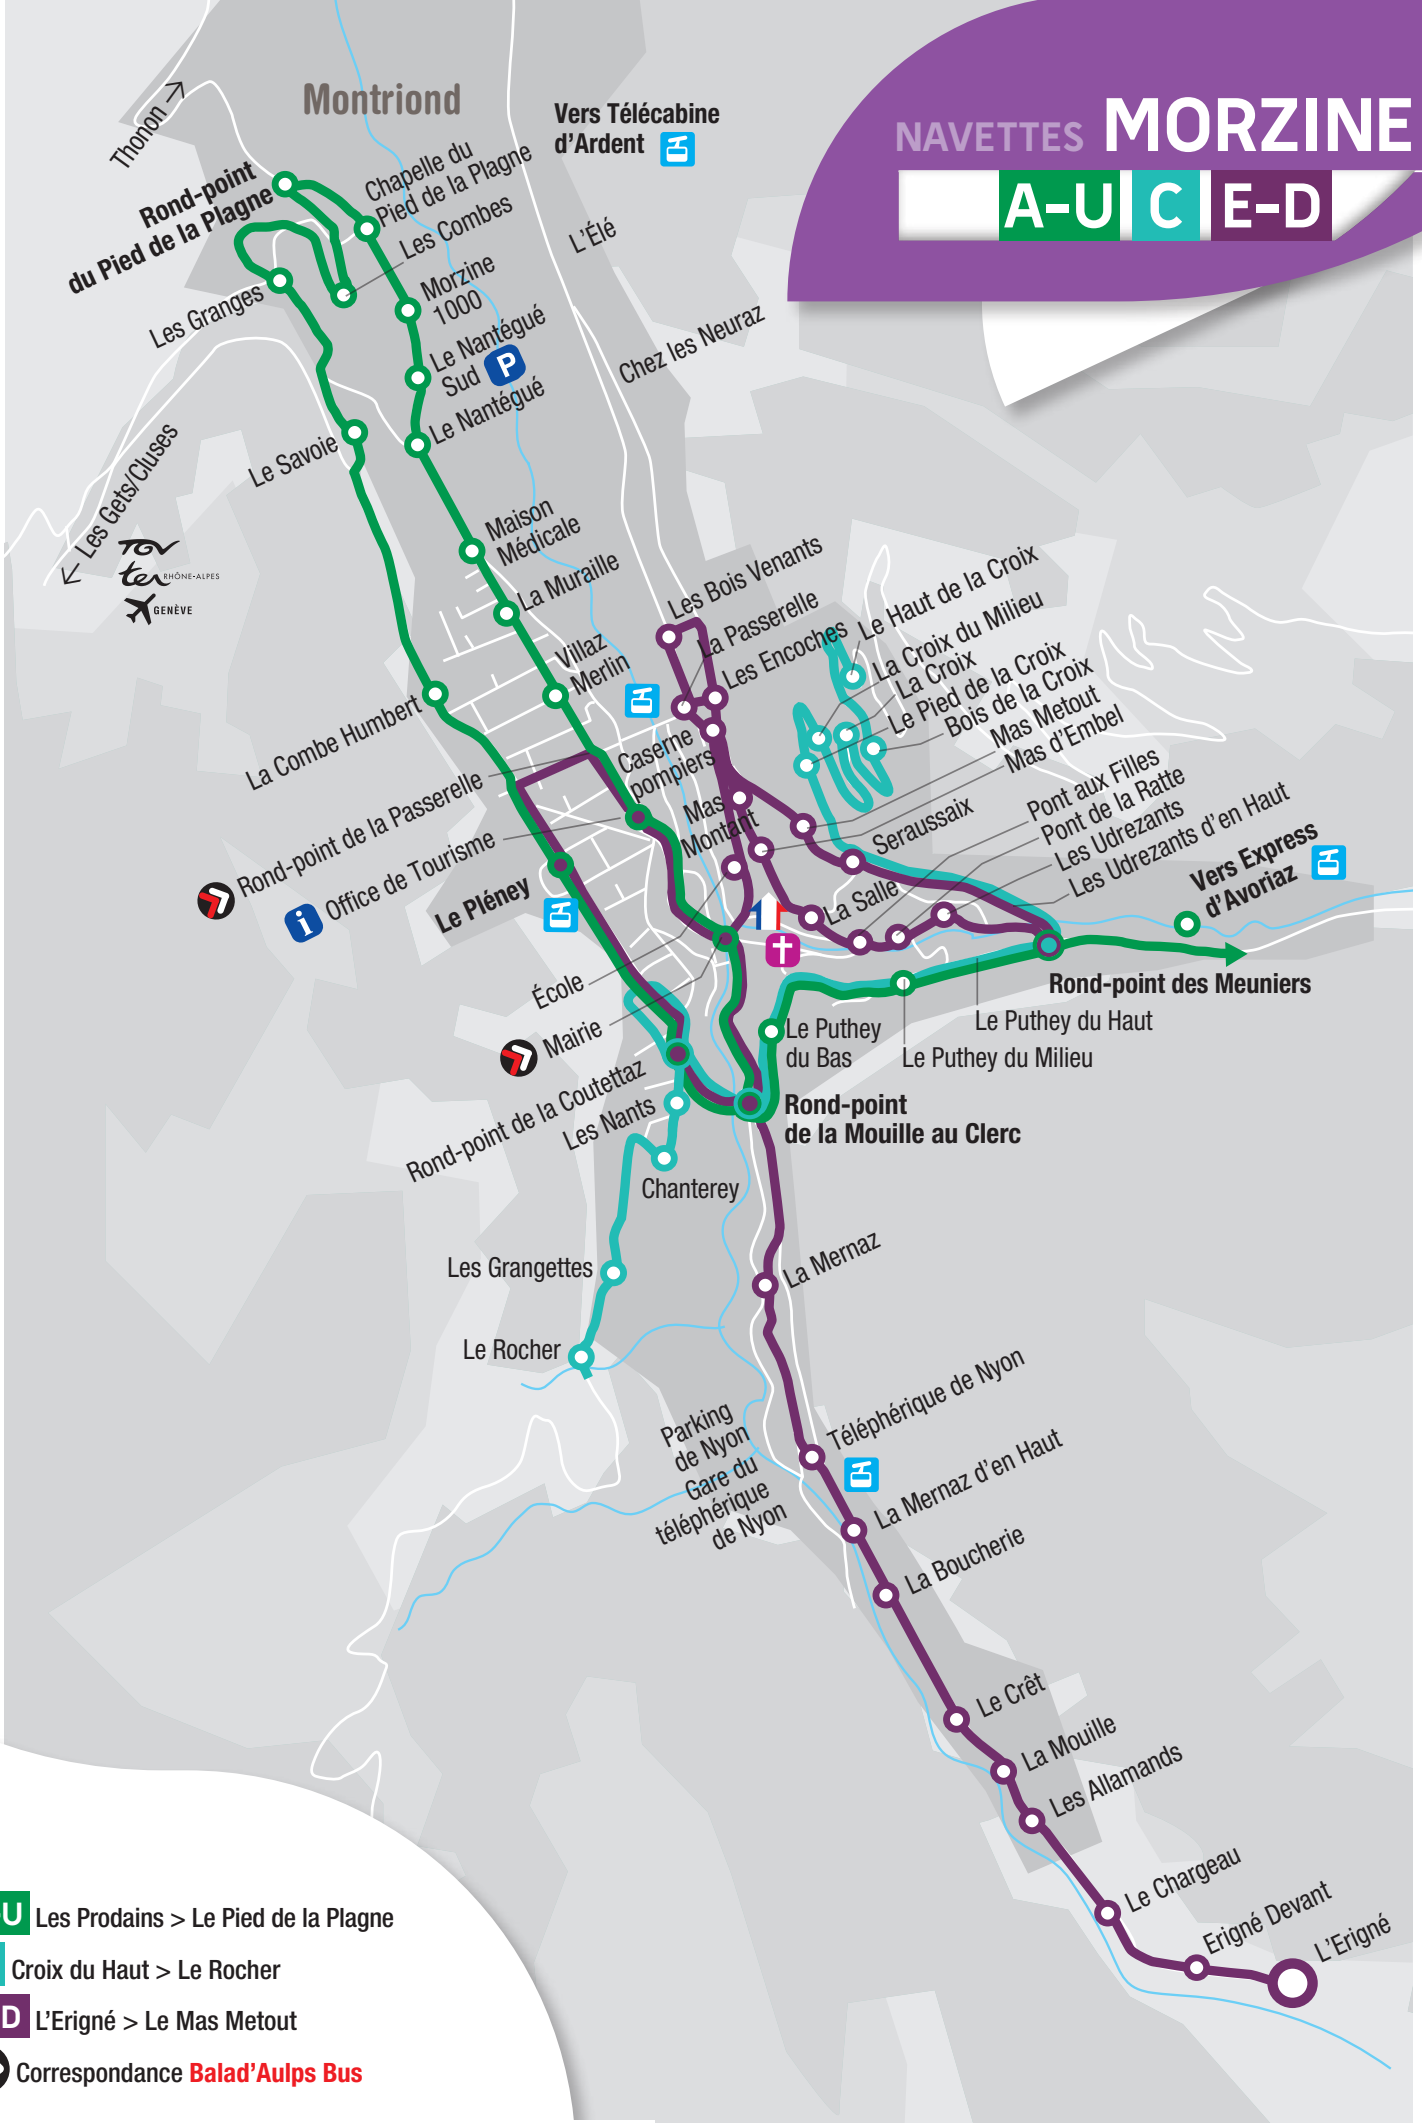 NAVETTES MORZINE
A-U C E-D
Montriond
Vers Télécabine
d'Ardent
Thonon
Rond-point
du Pied de la Plagne
Chapelle du
Pied de la Plagne
Les Combes
L'Élé
Morzine
1000
Les Granges
Le Nantégué
Sud
P
Chez les Neuraz
Le Nantégué
Le Savoie
Les Gets/Cluses
TGV
ter RHÔNE-ALPES
GENÈVE
Maison
Médicale
La Muraille
Les Bois Venants
La Passerelle
Les Encoches
Le Haut de la Croix
La Croix du Milieu
La Croix
Le Pied de la Croix
Bois de la Croix
Mas Metout
Mas d'Embel
Villaz
Merlin
La Combe Humbert
Caserne
pompiers
Rond-point de la Passerelle
i
Office de Tourisme
Mas
Montant
Seraussaix
Pont aux Filles
Pont de la Ratte
Les Udrezants
Les Udrezants d'en Haut
Vers Express
d'Avoriaz
Le Pléney
La Salle
École
Mairie
Rond-point des Meuniers
Le Puthey du Haut
Le Puthey
du Bas
Le Puthey du Milieu
Rond-point de la Coutettaz
Les Nants
Rond-point
de la Mouille au Clerc
Chanterey
Les Grangettes
La Mernaz
Le Rocher
Téléphérique de Nyon
Parking
de Nyon
Gare du
téléphérique
de Nyon
La Mernaz d'en Haut
La Boucherie
Le Crêt
La Mouille
Les Allamands
Le Chargeau
Erigné Devant
L'Erigné
U Les Prodains > Le Pied de la Plagne
Croix du Haut > Le Rocher
D L'Erigné > Le Mas Metout
Correspondance Balad'Aulps Bus